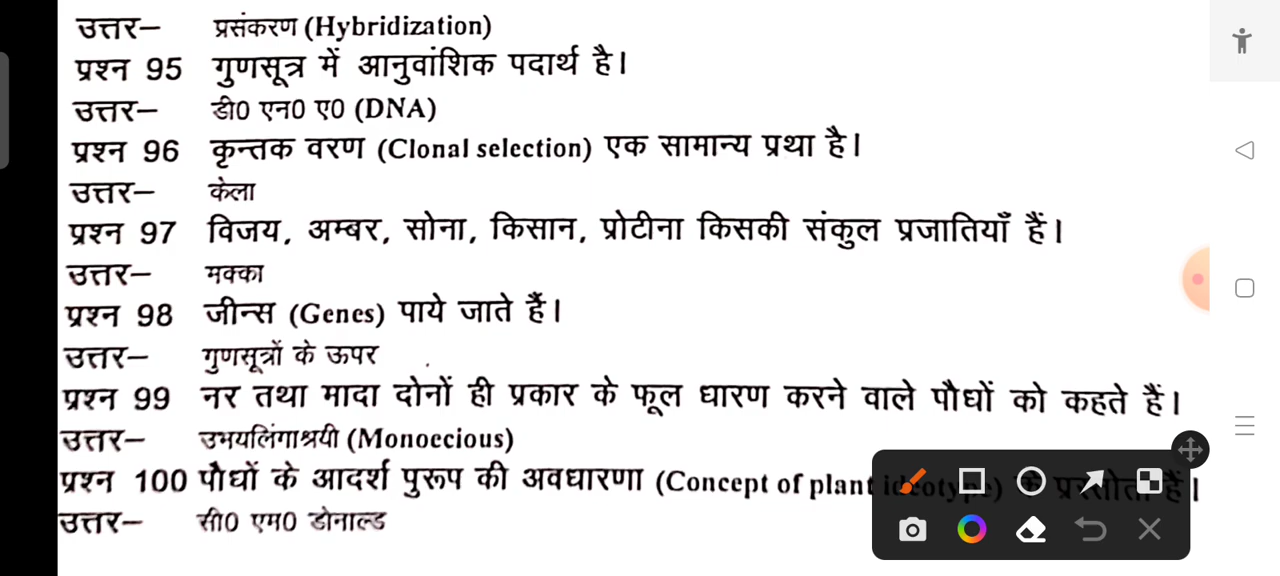 उत्तर– प्रसंकरण (Hybridization)
प्रश्न 95 गुणसूत्र में आनुवांशिक पदार्थ है।
उत्तर– डी0 एन0 ए0 (DNA)
प्रश्न 96 कृन्तक वरण (Clonal selection) एक सामान्य प्रथा है।
उत्तर– केला
प्रश्न 97 विजय, अम्बर, सोना, किसान, प्रोटीना किसकी संकुल प्रजातियाँ हैं।
उत्तर– मक्का
प्रश्न 98 जीन्स (Genes) पाये जाते हैं।
उत्तर– गुणसूत्रों के ऊपर
प्रश्न 99 नर तथा मादा दोनों ही प्रकार के फूल धारण करने वाले पौधों को कहते हैं।
उत्तर– उभयलिंगाश्रयी (Monoecious)
प्रश्न 100 पौधों के आदर्श पुरूप की अवधारणा (Concept of plant ideotype) के प्रस्तोता हैं।
उत्तर– सी0 एम0 डोनाल्ड